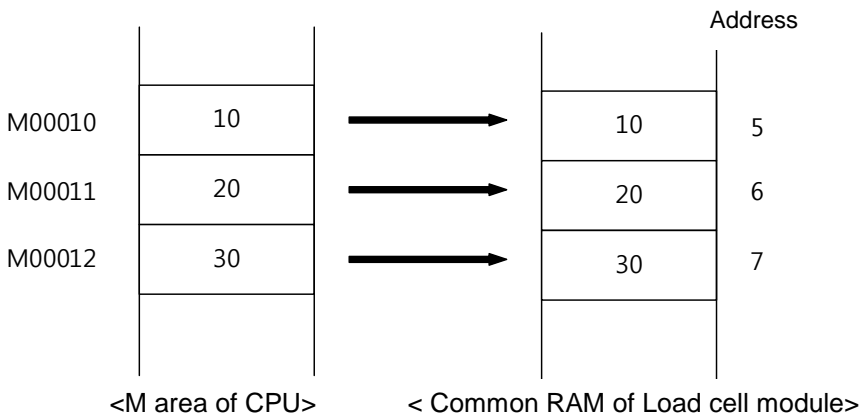 Address
M00010 10 10 5
M00011 20 20 6
M00012 30 30 7
<M area of CPU> < Common RAM of Load cell module>